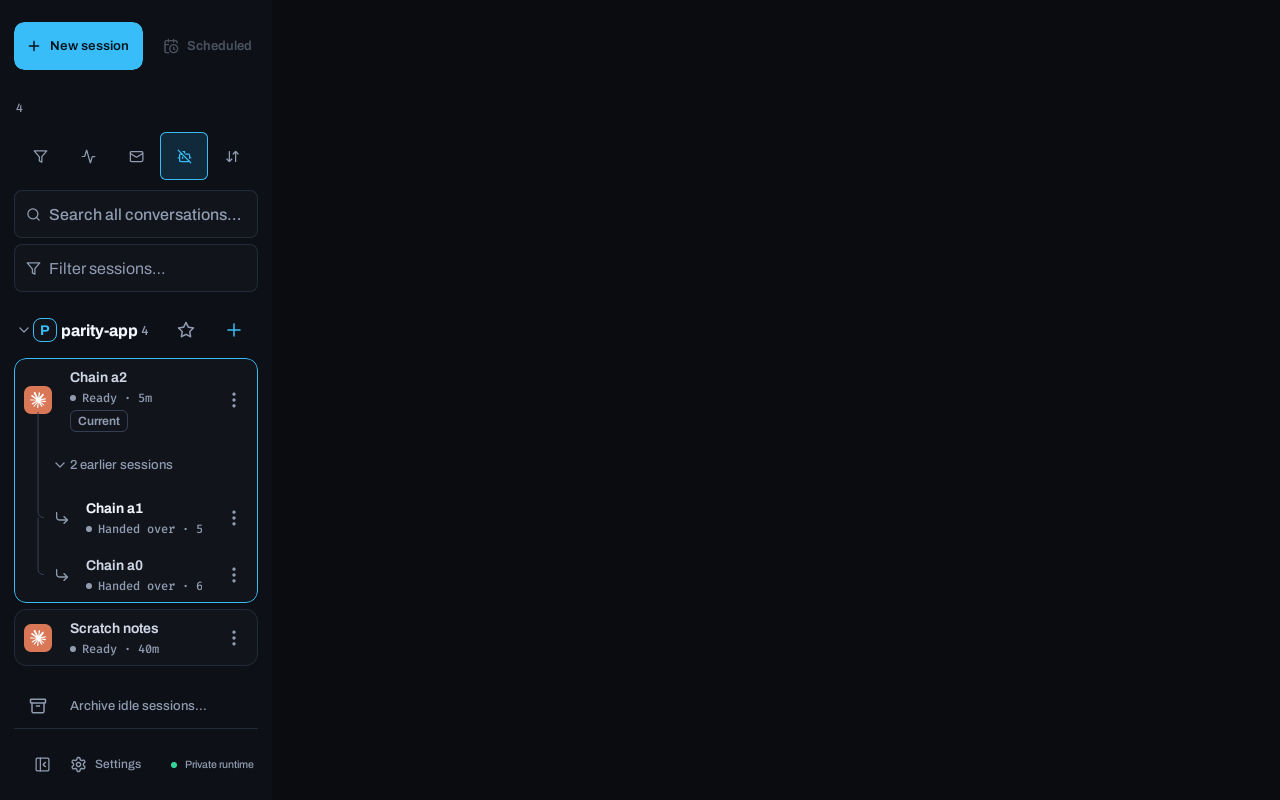 New session
Scheduled
4
Search all conversations...
Filter sessions...
P parity-app 4
Chain a2
Ready · 5m
Current
2 earlier sessions
Chain a1
Handed over · 5
Chain a0
Handed over · 6
Scratch notes
Ready · 40m
Archive idle sessions...
Settings
Private runtime